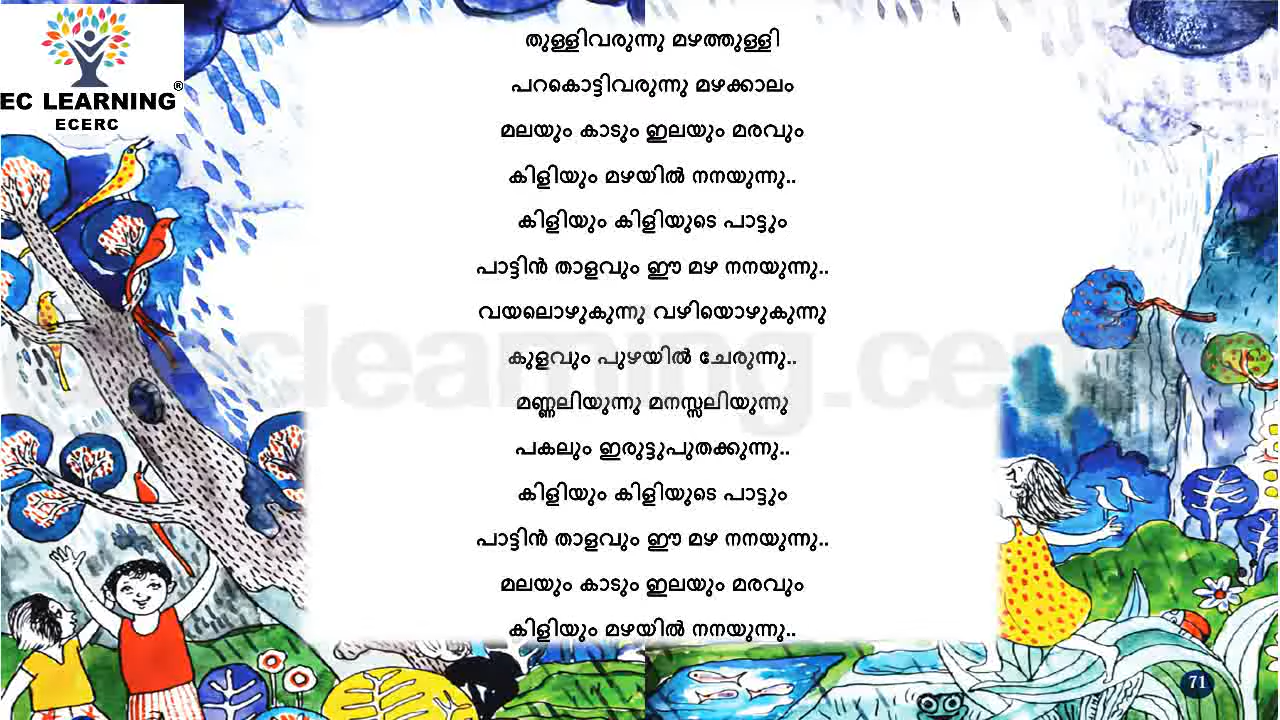 EC LEARNING®
ECERC
തുള്ളിവരുന്നു മഴത്തുള്ളി
പറകൊട്ടിവരുന്നു മഴക്കാലം
മലയും കാടും ഇലയും മരവും
കിളിയും മഴയിൽ നനയുന്നു..
കിളിയും കിളിയുടെ പാട്ടും
പാട്ടിൻ താളവും ഈ മഴ നനയുന്നു..
വയലൊഴുകുന്നു വഴിയൊഴുകുന്നു
കുളവും പുഴയിൽ ചേരുന്നു..
മണ്ണലിയുന്നു മനസ്സലിയുന്നു
പകലും ഇരുട്ടുപുതക്കുന്നു..
കിളിയും കിളിയുടെ പാട്ടും
പാട്ടിൻ താളവും ഈ മഴ നനയുന്നു..
മലയും കാടും ഇലയും മരവും
കിളിയും മഴയിൽ നനയുന്നു..
71